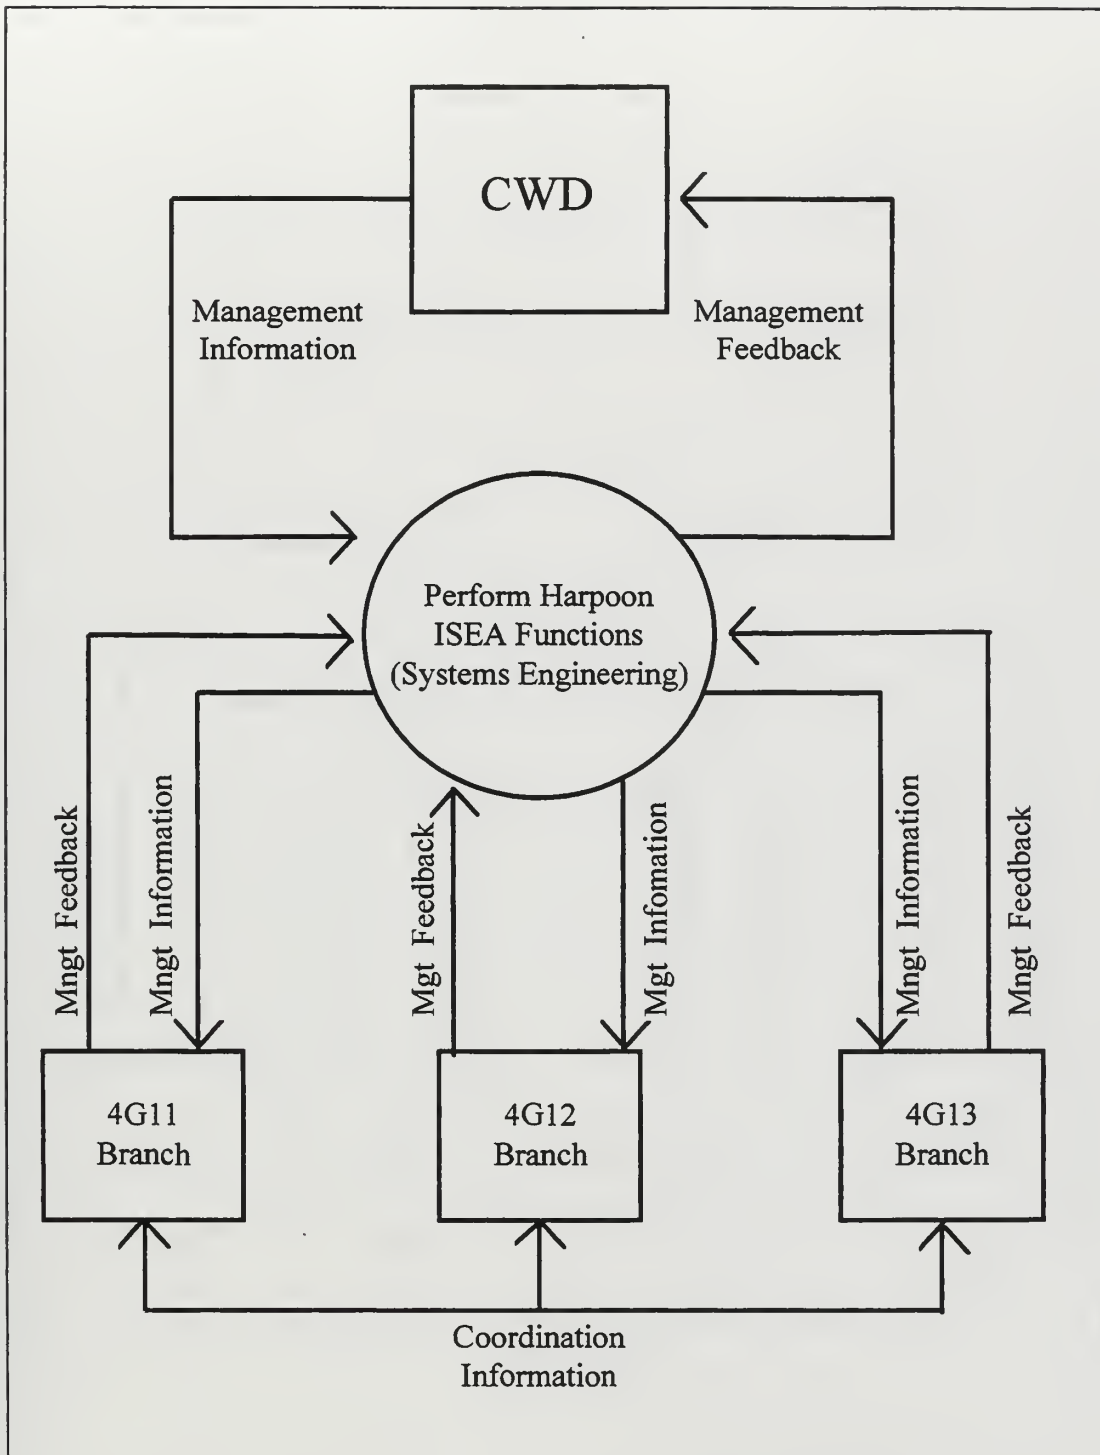 CWD
Management
Information
Management
Feedback
Perform Harpoon
ISEA Functions
(Systems Engineering)
Mngt Feedback
Mngt Information
Mgt Feedback
Mgt Infomation
Mngt Information
Mngt Feedback
4G11
Branch
4G12
Branch
4G13
Branch
Coordination
Information